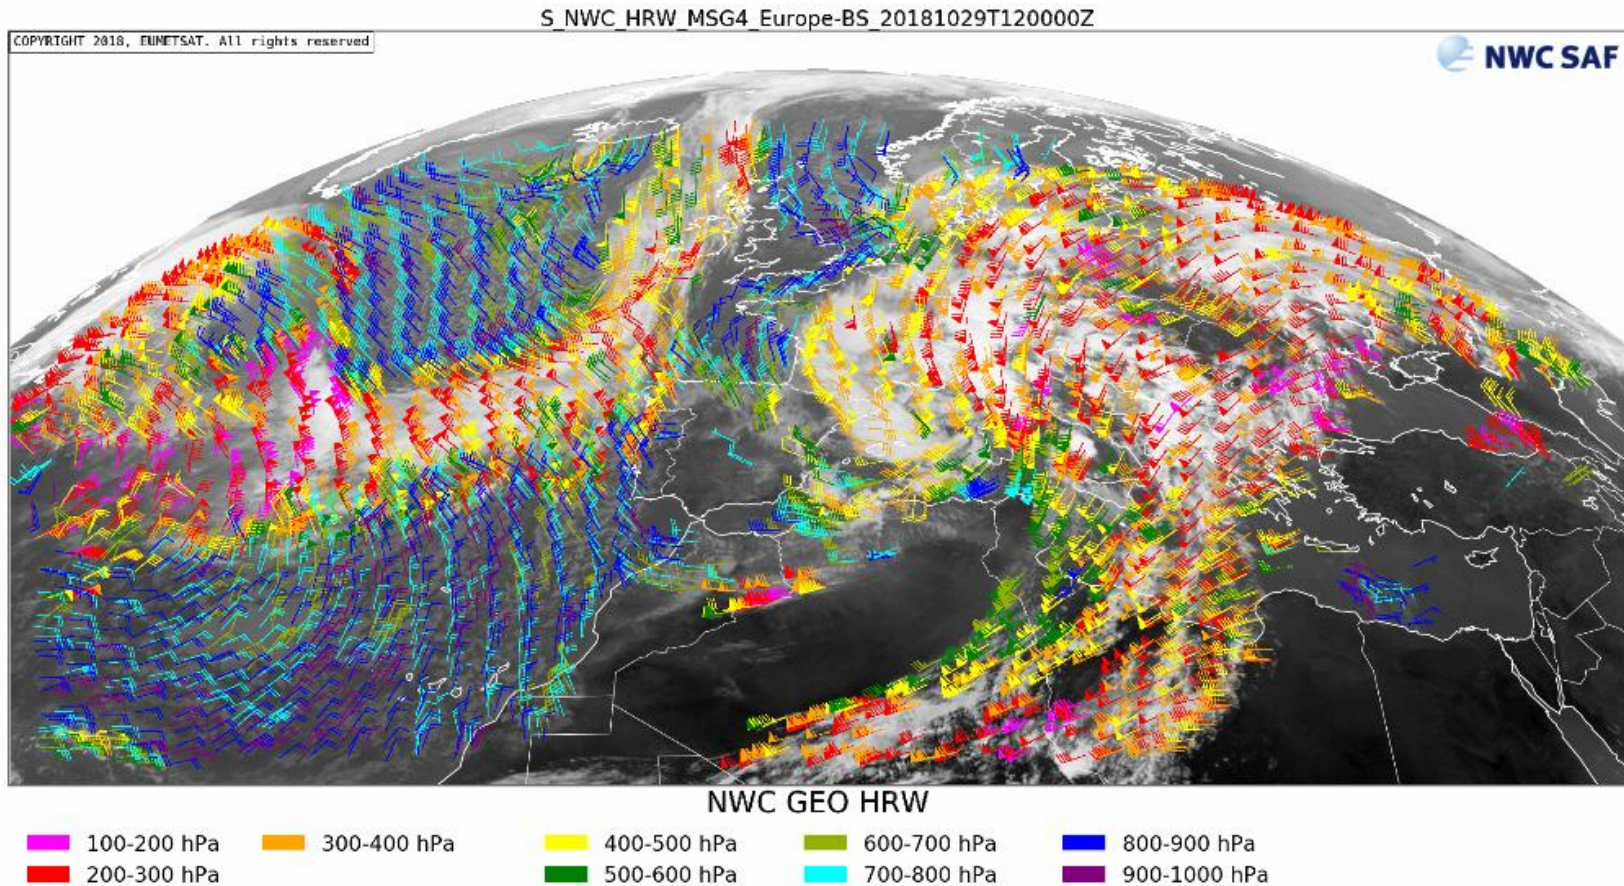 S_NWC_HRW_MSG4_Europe-BS_20181029T120000Z
COPYRIGHT 2018, EUMETSAT. All rights reserved
NWC SAF
NWC GEO HRW
100-200 hPa 300-400 hPa 400-500 hPa 600-700 hPa 800-900 hPa
200-300 hPa 500-600 hPa 700-800 hPa 900-1000 hPa